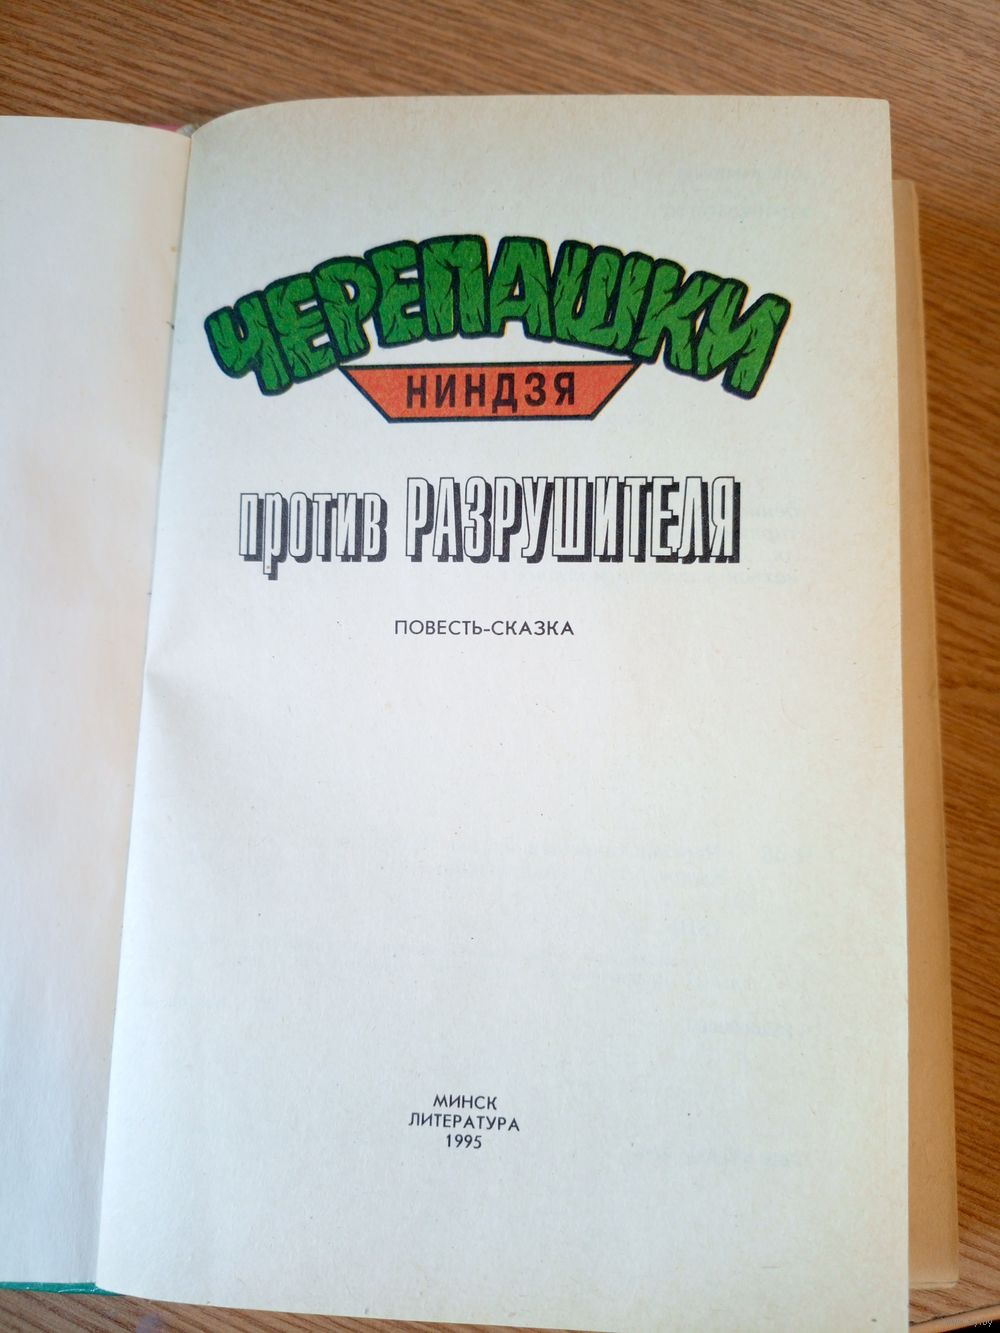 ЧЕРЕПАШКИ
НИНДЗЯ
против РАЗРУШИТЕЛЯ
ПОВЕСТЬ-СКАЗКА
МИНСК
ЛИТЕРАТУРА
1995